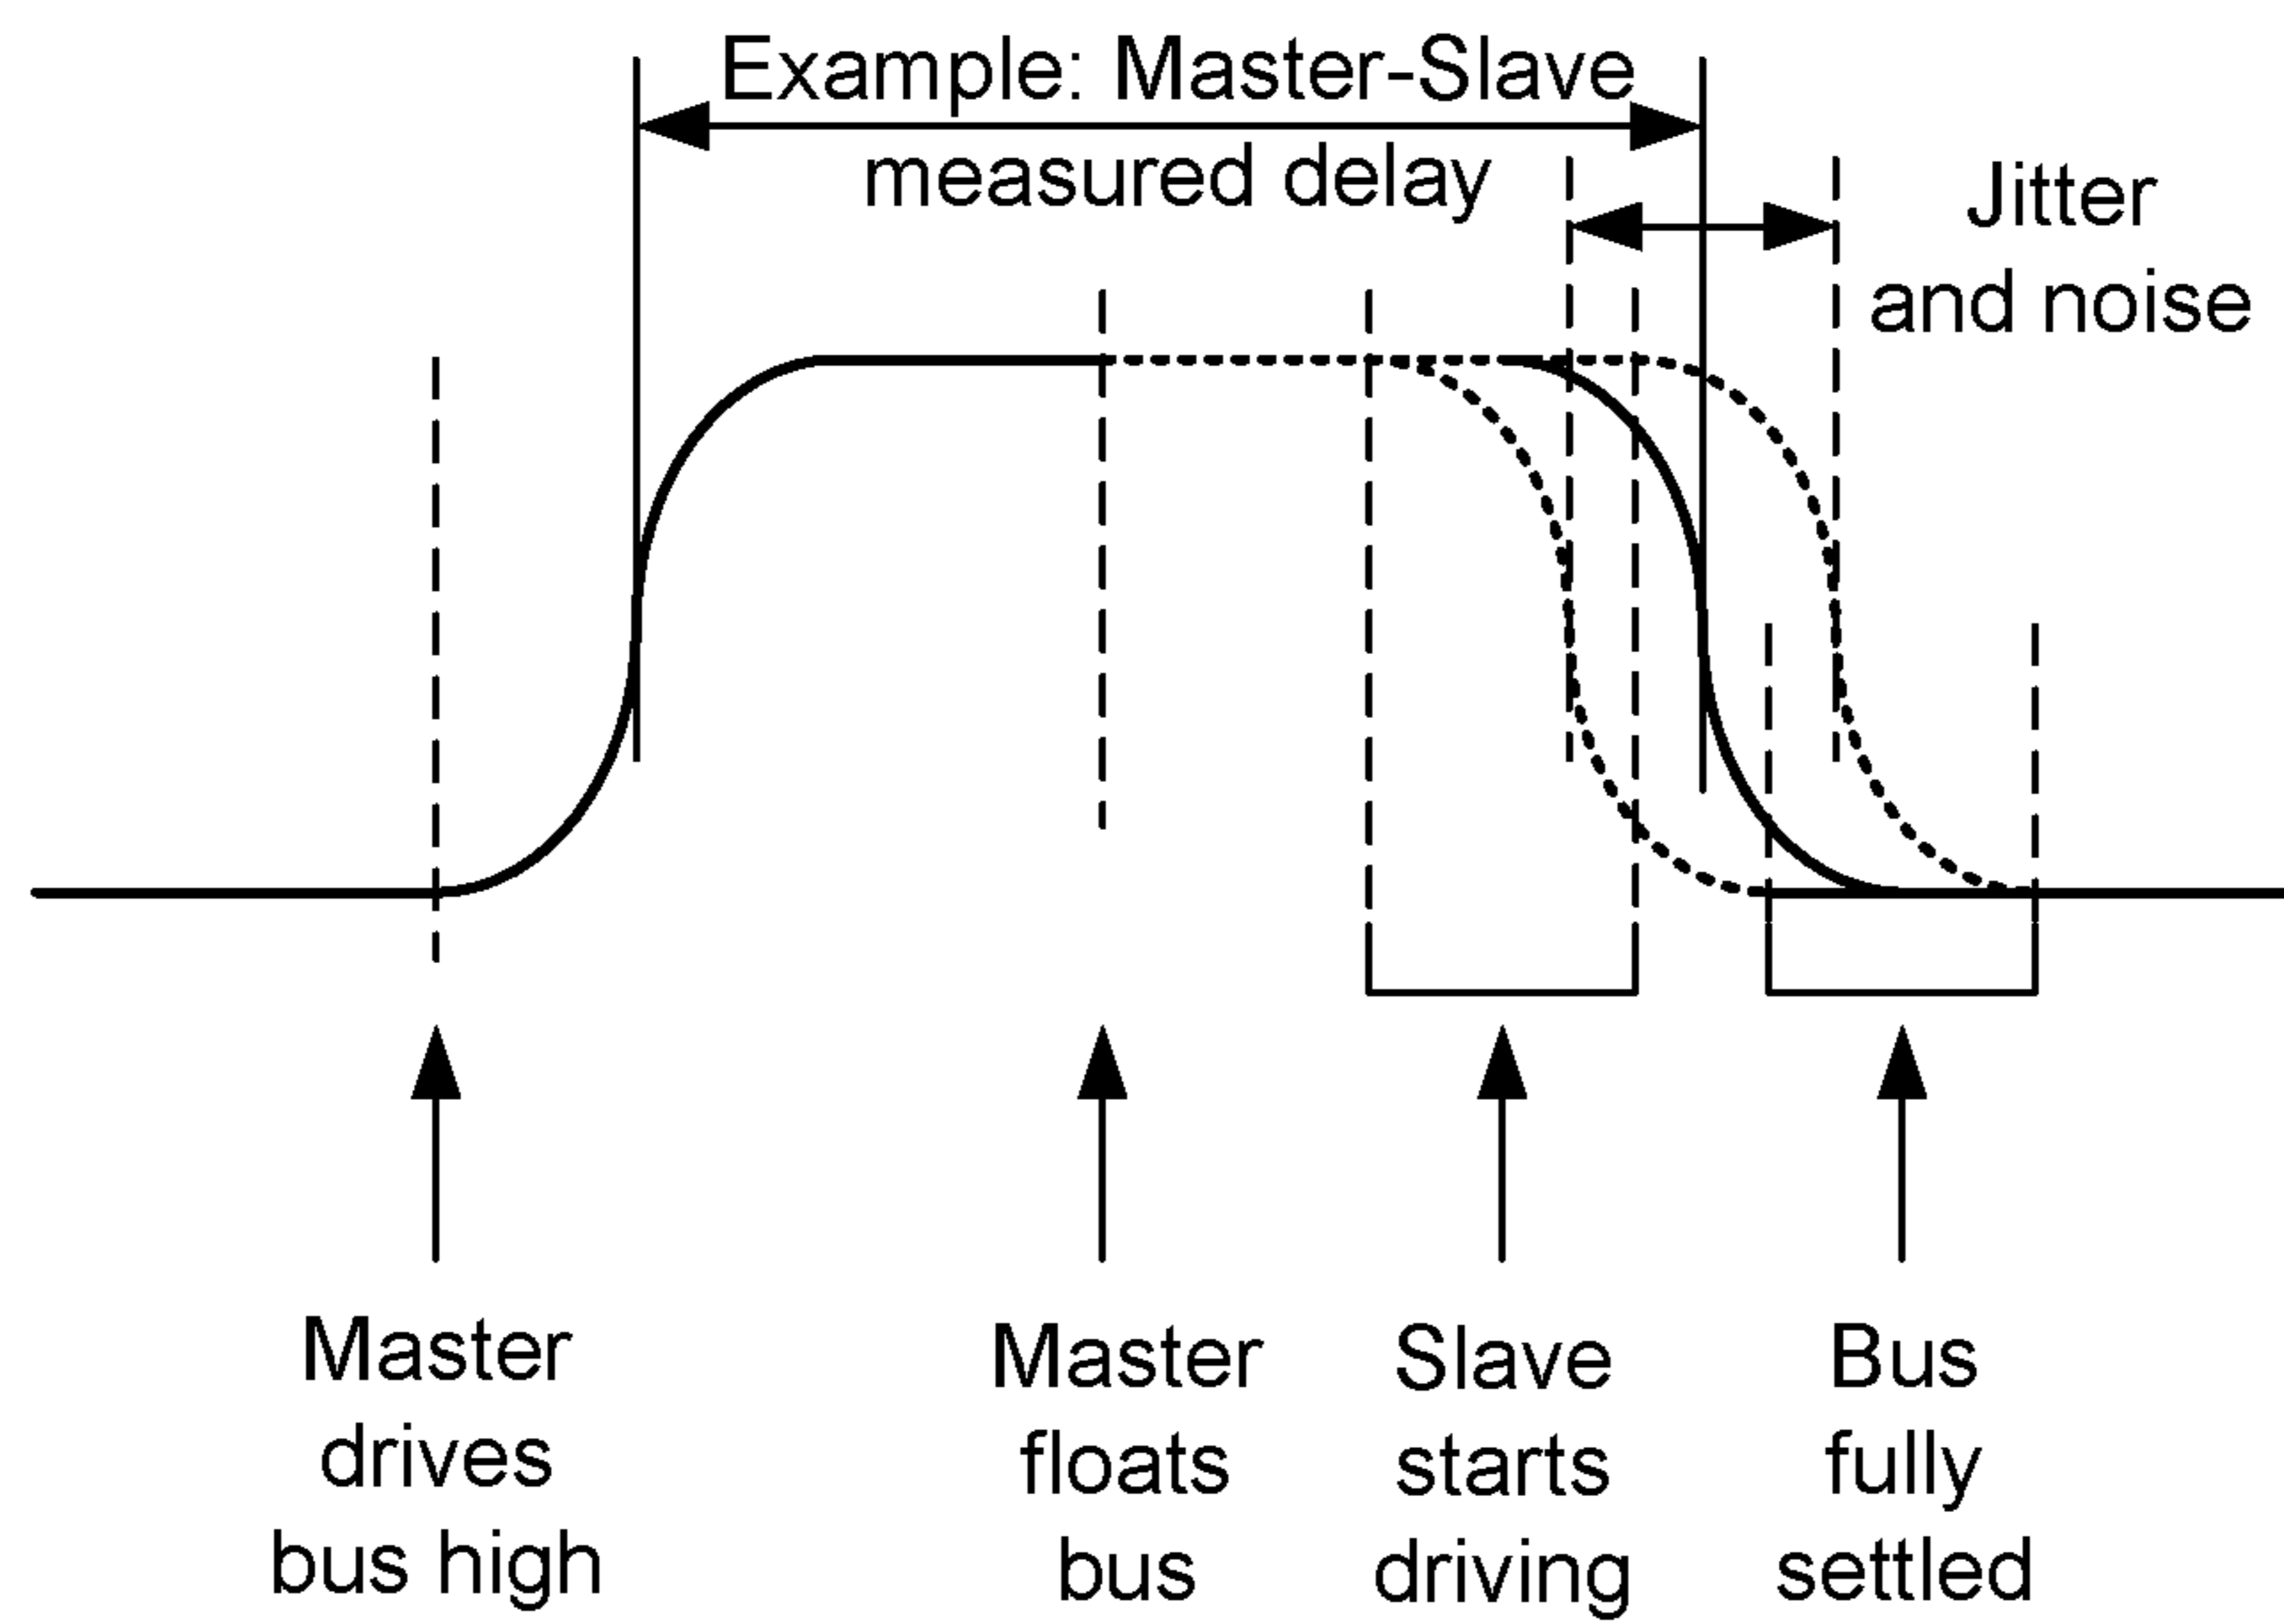 Example: Master-Slave
measured delay
Jitter
and noise
Master
drives
bus high
Master
floats
bus
Slave
starts
driving
Bus
fully
settled